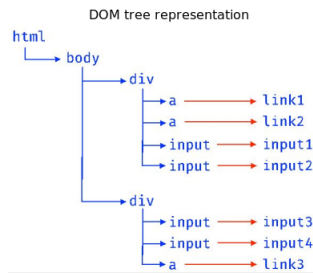 DOM tree representation
html
body
div
a link1
a link2
input input1
input input2
div
input input3
input input4
a link3